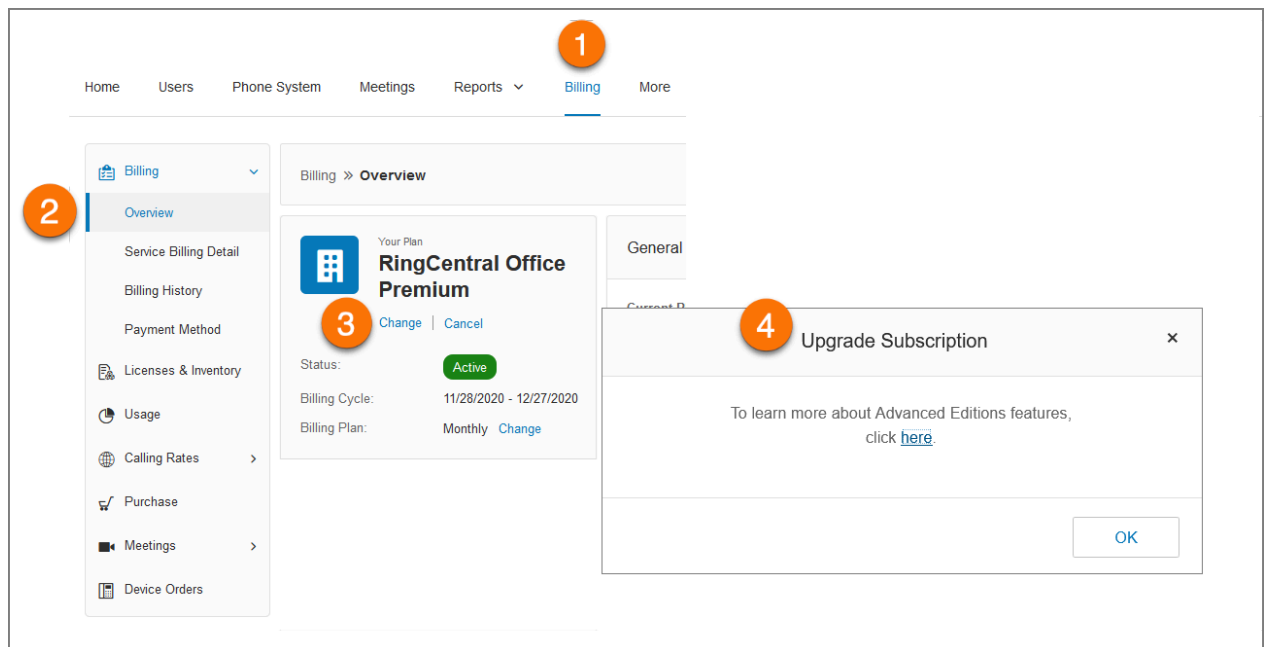 1
Home Users Phone System Meetings Reports Billing More
Billing
Billing » Overview
2
Overview
Service Billing Detail
Billing History
Payment Method
Licenses & Inventory
Usage
Calling Rates
Purchase
Meetings
Device Orders
Your Plan
RingCentral Office
Premium
3
Change | Cancel
Status: Active
Billing Cycle: 11/28/2020 - 12/27/2020
Billing Plan: Monthly Change
General
4
Upgrade Subscription ×
To learn more about Advanced Editions features,
click here.
OK